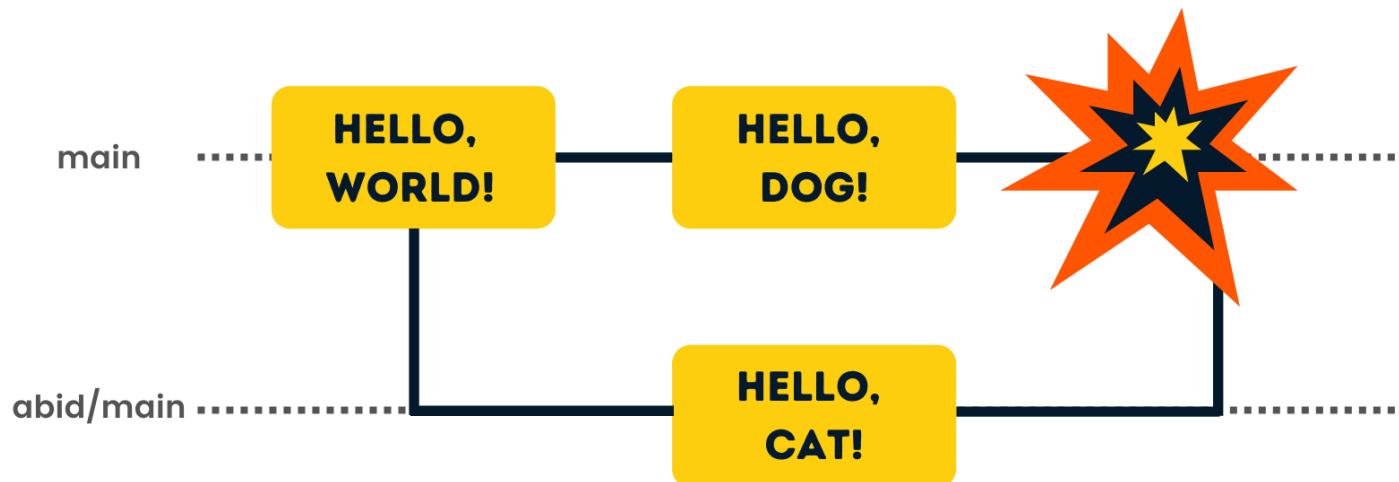 main
HELLO,
WORLD!
HELLO,
DOG!
abid/main
HELLO,
CAT!